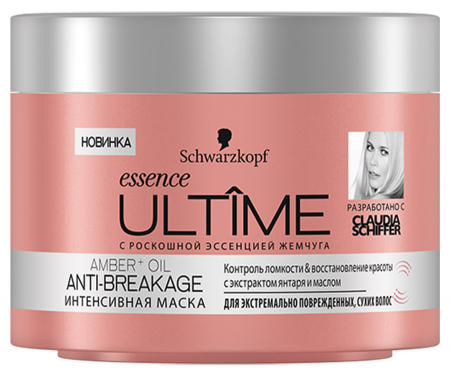 НОВИНКА
Schwarzkopf
essence
ULTÎME
С РОСКОШНОЙ ЭССЕНЦИЕЙ ЖЕМЧУГА
РАЗРАБОТАНО С
CLAUDIA
SCHIFFER
AMBER+ OIL
ANTI-BREAKAGE
ИНТЕНСИВНАЯ МАСКА
Контроль ломкости & восстановление красоты
с экстрактом янтаря и маслом
ДЛЯ ЭКСТРЕМАЛЬНО ПОВРЕЖДЕННЫХ, СУХИХ ВОЛОС